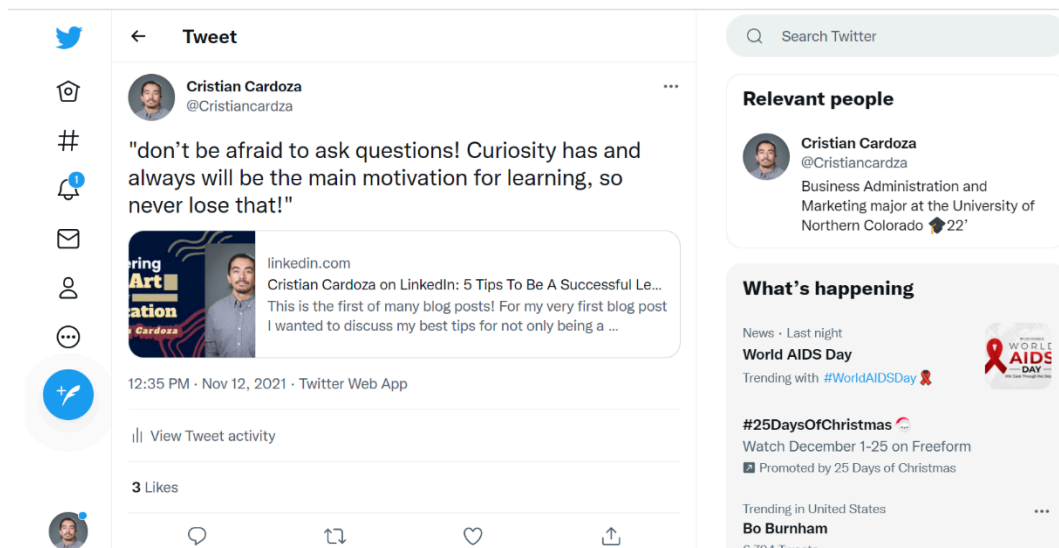 Tweet
Search Twitter
Cristian Cardoza
@Cristiancardza
"don’t be afraid to ask questions! Curiosity has and
always will be the main motivation for learning, so
never lose that!"
ring
Art
ation
Cardoza
linkedin.com
Cristian Cardoza on LinkedIn: 5 Tips To Be A Successful Le...
This is the first of many blog posts! For my very first blog post
I wanted to discuss my best tips for not only being a ...
12:35 PM · Nov 12, 2021 · Twitter Web App
View Tweet activity
3 Likes
1
Relevant people
Cristian Cardoza
@Cristiancardza
Business Administration and
Marketing major at the University of
Northern Colorado 🎓22’
What’s happening
News · Last night
World AIDS Day
Trending with #WorldAIDSDay
WORLD
AIDS
DAY
#25DaysOfChristmas
Watch December 1-25 on Freeform
Promoted by 25 Days of Christmas
Trending in United States
Bo Burnham